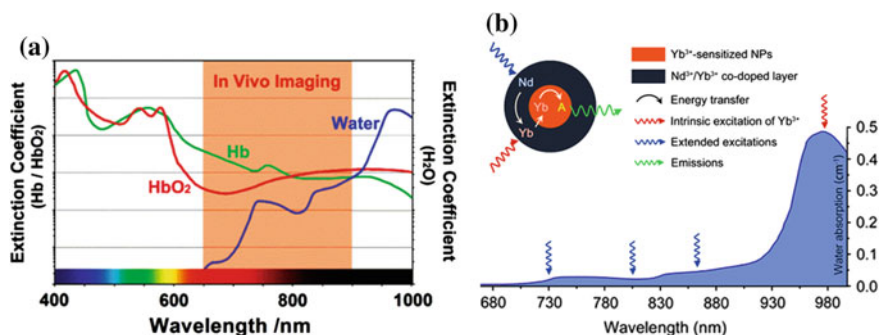 (a)
In Vivo Imaging
Water
Hb
HbO₂
Extinction Coefficient
(Hb / HbO₂)
Extinction Coefficient
(H₂O)
400
600
800
1000
Wavelength /nm
(b)
Nd
Yb
A
Yb
Yb³⁺-sensitized NPs
Nd³⁺/Yb³⁺ co-doped layer
Energy transfer
Intrinsic excitation of Yb³⁺
Extended excitations
Emissions
0.5
0.4
0.3
0.2
0.1
0.0
Water absorption (cm⁻¹)
680
730
780
830
880
930
980
Wavelength (nm)